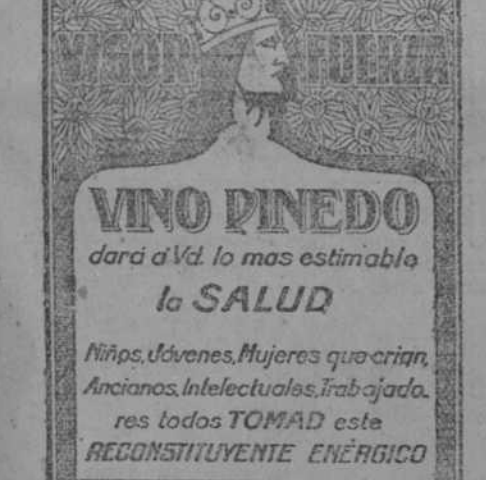 VIGOR FUERZA
VINO PINEDO
dará á Vd. lo mas estimable
la SALUD
Niños, Jóvenes, Mujeres que crian,
Ancianos, Intelectuales, Trabajado-
res todos TOMAD este
RECONSTITUYENTE ENÉRGICO